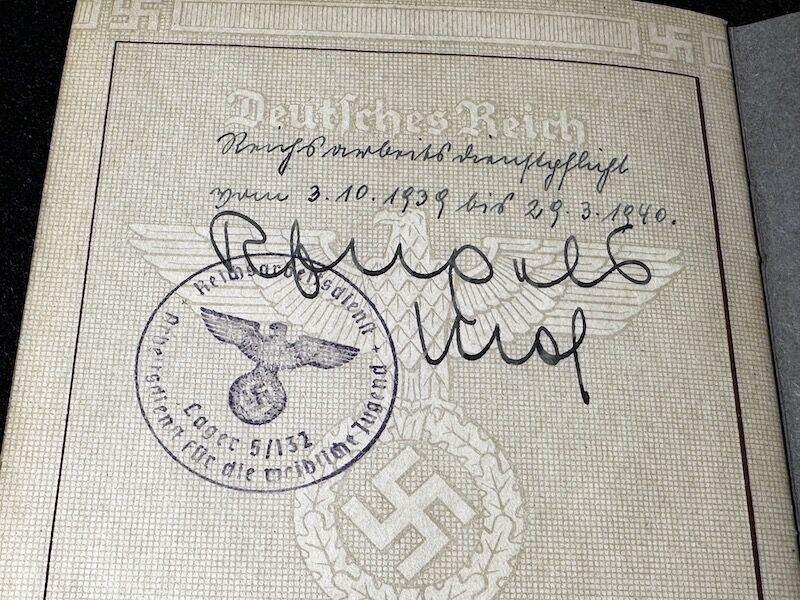 Deutsches Reich
Reichsarbeitsdienstpflicht
vom 3.10.1939 bis 29.3.1940.
Reichsarbeitsdienst
Arbeitsdienst für die weibliche Jugend
Lager 5/132